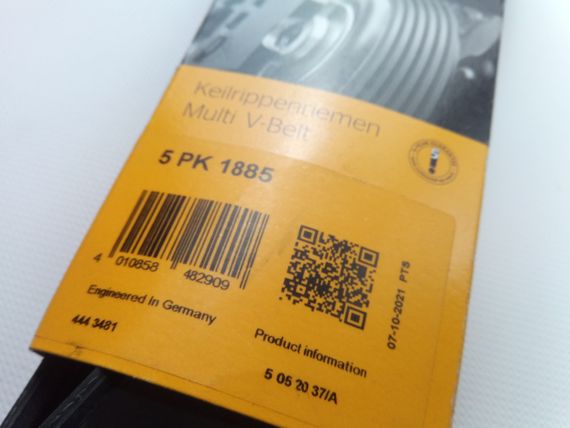 Keilrippenriemen
Multi V-Belt
5 PK 1885
4 010858 482909
Engineered In Germany
444 3481
Product information
5 05 20 37/A
07-10-2021 PTS